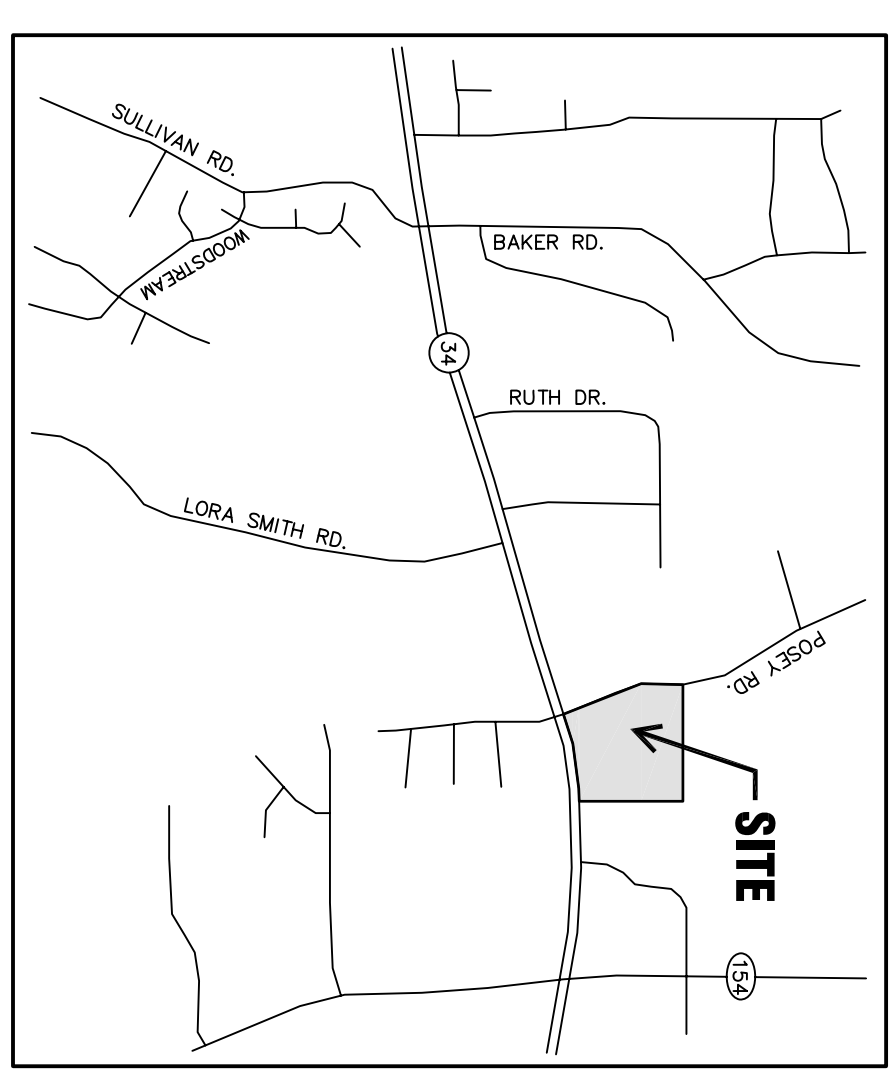 SULLIVAN RD.
WOODSTREAM
BAKER RD.
34
RUTH DR.
LORA SMITH RD.
POSEY RD.
SITE
154